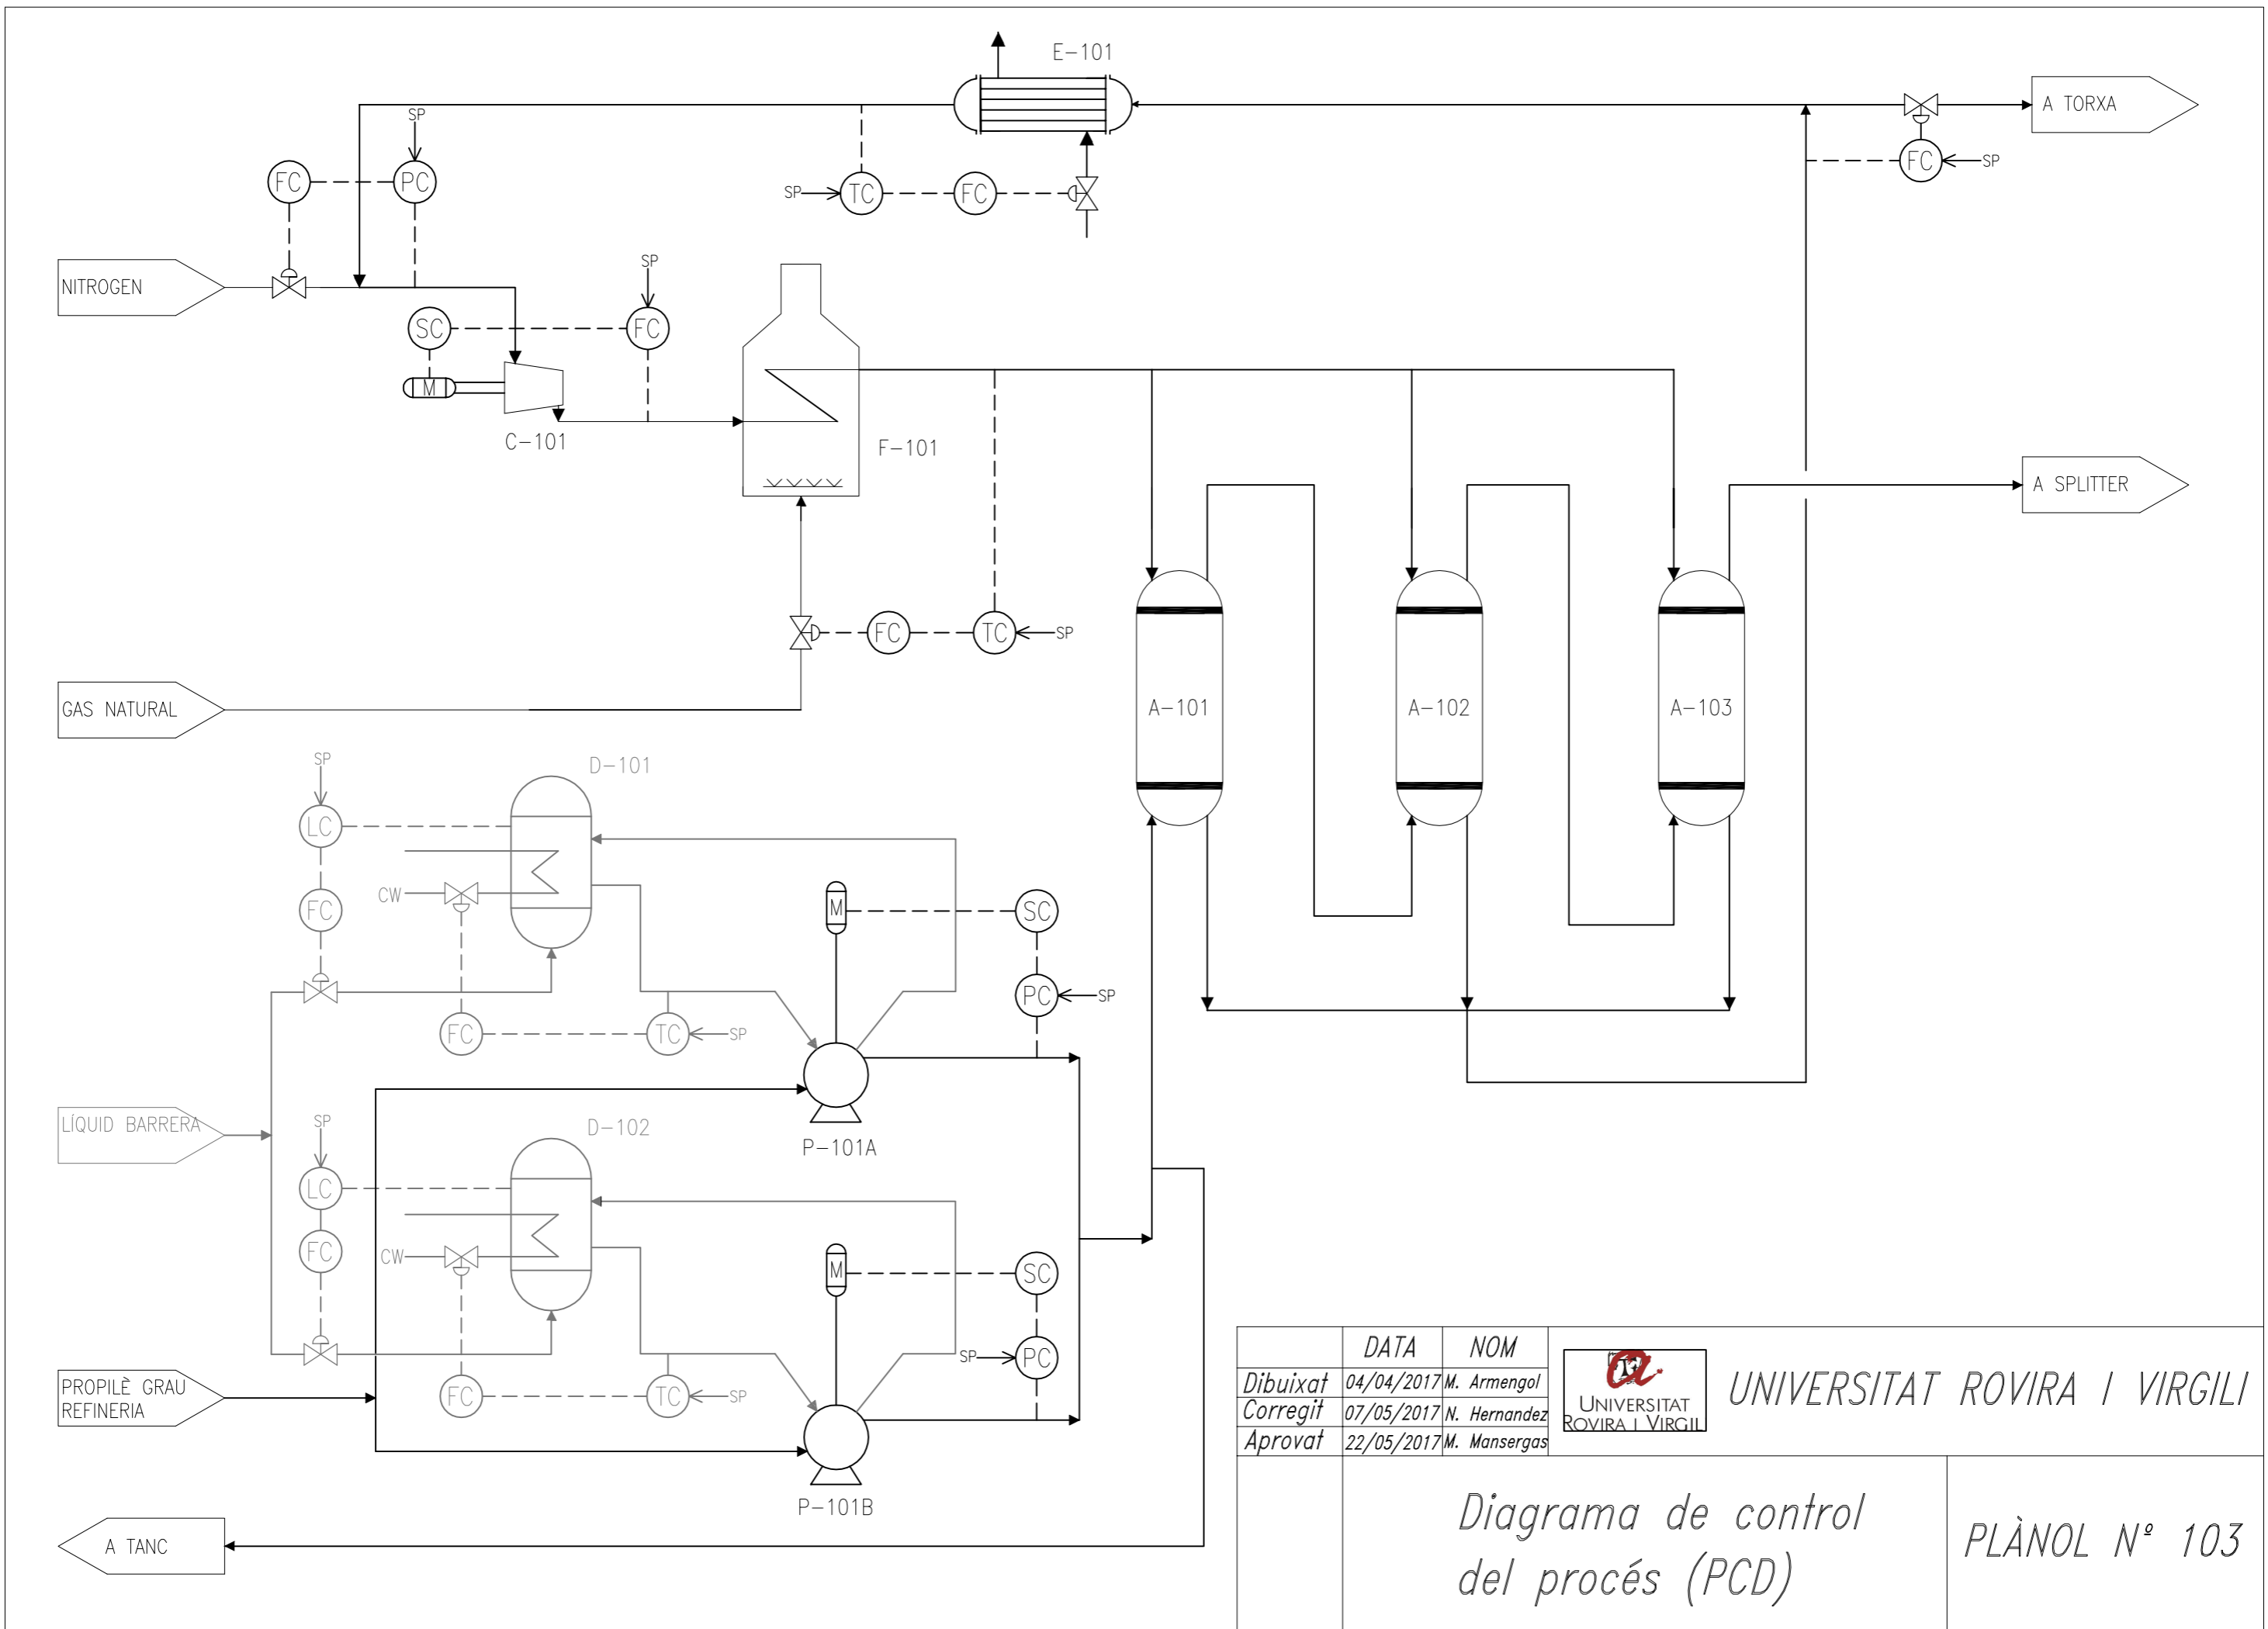 E-101
A TORXA
SP
FC
PC
SP
TC
FC
FC
SP
NITROGEN
SP
SC
FC
M
C-101
F-101
A SPLITTER
FC
TC
SP
GAS NATURAL
A-101
A-102
A-103
SP
D-101
LC
CW
FC
M
SC
PC
SP
FC
TC
SP
LÍQUID BARRERA
SP
D-102
P-101A
LC
FC
CW
M
SC
SP
PC
PROPILÈ GRAU
REFINERIA
FC
TC
SP
P-101B
A TANC
DATA
NOM
Dibuixat 04/04/2017 M. Armengol
Corregit 07/05/2017 N. Hernandez
Aprovat 22/05/2017 M. Mansergas
UNIVERSITAT
ROVIRA I VIRGILI
UNIVERSITAT ROVIRA I VIRGILI
Diagrama de control
del procés (PCD)
PLÀNOL Nº 103